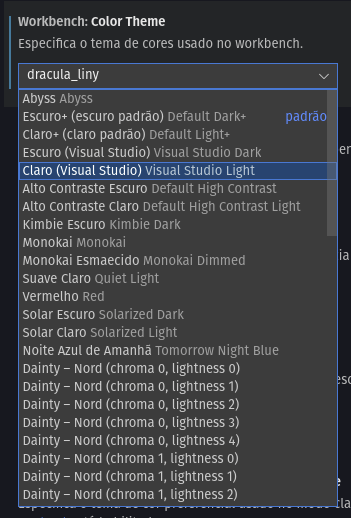 Workbench: Color Theme
Especifica o tema de cores usado no workbench.
dracula_liny
Abyss Abyss
Escuro+ (escuro padrão) Default Dark+ padrão
Claro+ (claro padrão) Default Light+
Escuro (Visual Studio) Visual Studio Dark
Claro (Visual Studio) Visual Studio Light
Alto Contraste Escuro Default High Contrast
Alto Contraste Claro Default High Contrast Light
Kimbie Escuro Kimbie Dark
Monokai Monokai
Monokai Esmaecido Monokai Dimmed
Suave Claro Quiet Light
Vermelho Red
Solar Escuro Solarized Dark
Solar Claro Solarized Light
Noite Azul de Amanhã Tomorrow Night Blue
Dainty – Nord (chroma 0, lightness 0)
Dainty – Nord (chroma 0, lightness 1)
Dainty – Nord (chroma 0, lightness 2)
Dainty – Nord (chroma 0, lightness 3)
Dainty – Nord (chroma 0, lightness 4)
Dainty – Nord (chroma 1, lightness 0)
Dainty – Nord (chroma 1, lightness 1)
Dainty – Nord (chroma 1, lightness 2)